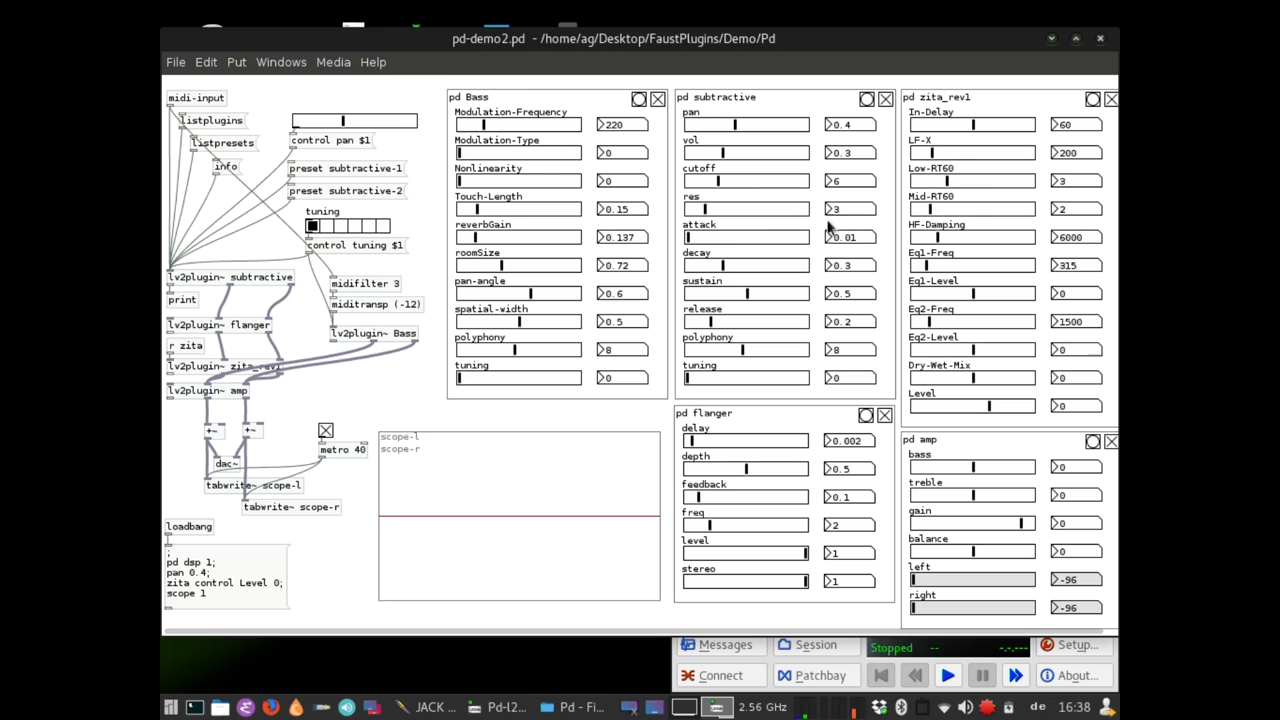 pd-demo2.pd - /home/ag/Desktop/FaustPlugins/Demo/Pd
File Edit Put Windows Media Help
midi-input
listplugins
listpresets
info
control pan $1
preset subtractive-1
preset subtractive-2
tuning
control tuning $1
lv2plugin~ subtractive
print
midifilter 3
miditransp (-12)
lv2plugin~ flanger
lv2plugin~ Bass
r zita
lv2plugin~ zita_rev1
lv2plugin~ amp
+~
+~
dac~
metro 40
tabwrite~ scope-l
tabwrite~ scope-r
loadbang
;
pd dsp 1;
pan 0.4;
zita control Level 0;
scope 1
scope-l
scope-r
pd Bass
Modulation-Frequency
220
Modulation-Type
0
Nonlinearity
0
Touch-Length
0.15
reverbGain
0.137
roomSize
0.72
pan-angle
0.6
spatial-width
0.5
polyphony
8
tuning
0
pd subtractive
pan
0.4
vol
0.3
cutoff
6
res
3
attack
0.01
decay
0.3
sustain
0.5
release
0.2
polyphony
8
tuning
0
pd flanger
delay
0.002
depth
0.5
feedback
0.1
freq
2
level
1
stereo
1
pd zita_rev1
In-Delay
60
LF-X
200
Low-RT60
3
Mid-RT60
2
HF-Damping
6000
Eq1-Freq
315
Eq1-Level
0
Eq2-Freq
1500
Eq2-Level
0
Dry-Wet-Mix
0
Level
0
pd amp
bass
0
treble
0
gain
0
balance
0
left
-96
right
-96
Messages Session Stopped -- -.-.--- Setup...
Connect Patchbay About...
JACK ... Pd-l2... Pd - Fi... 2.56 GHz de 16:38